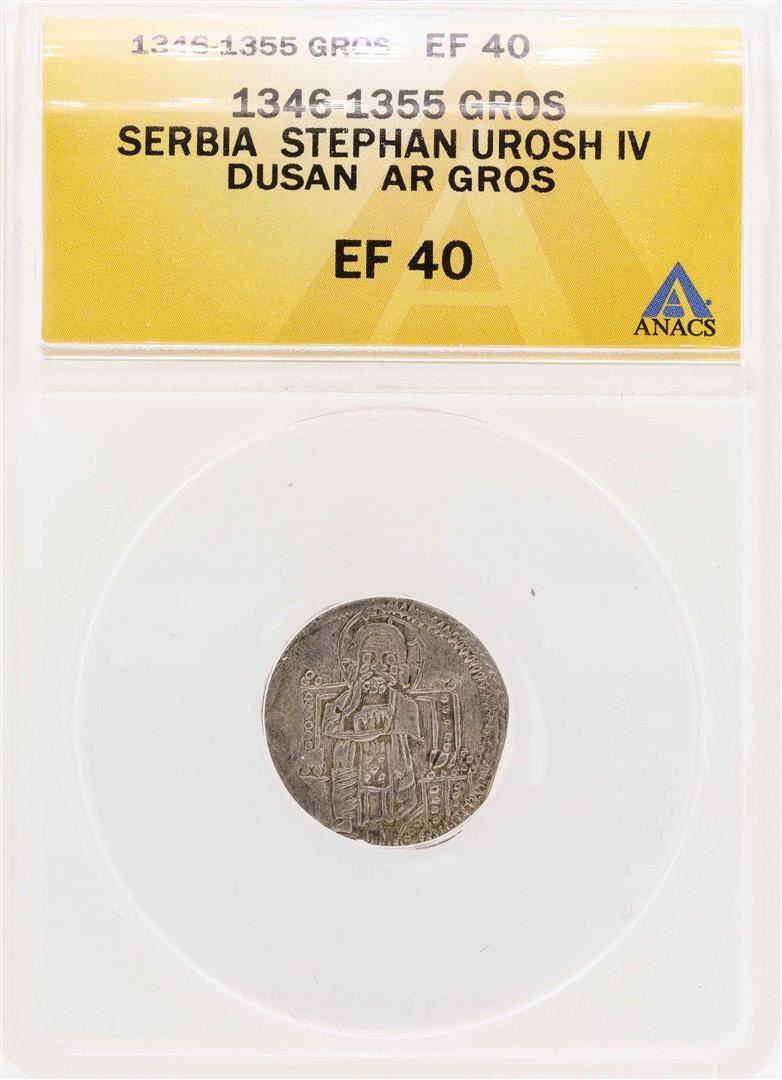 1346-1355 GROS EF 40
1346-1355 GROS
SERBIA STEPHAN UROSH IV
DUSAN AR GROS
EF 40
ANACS